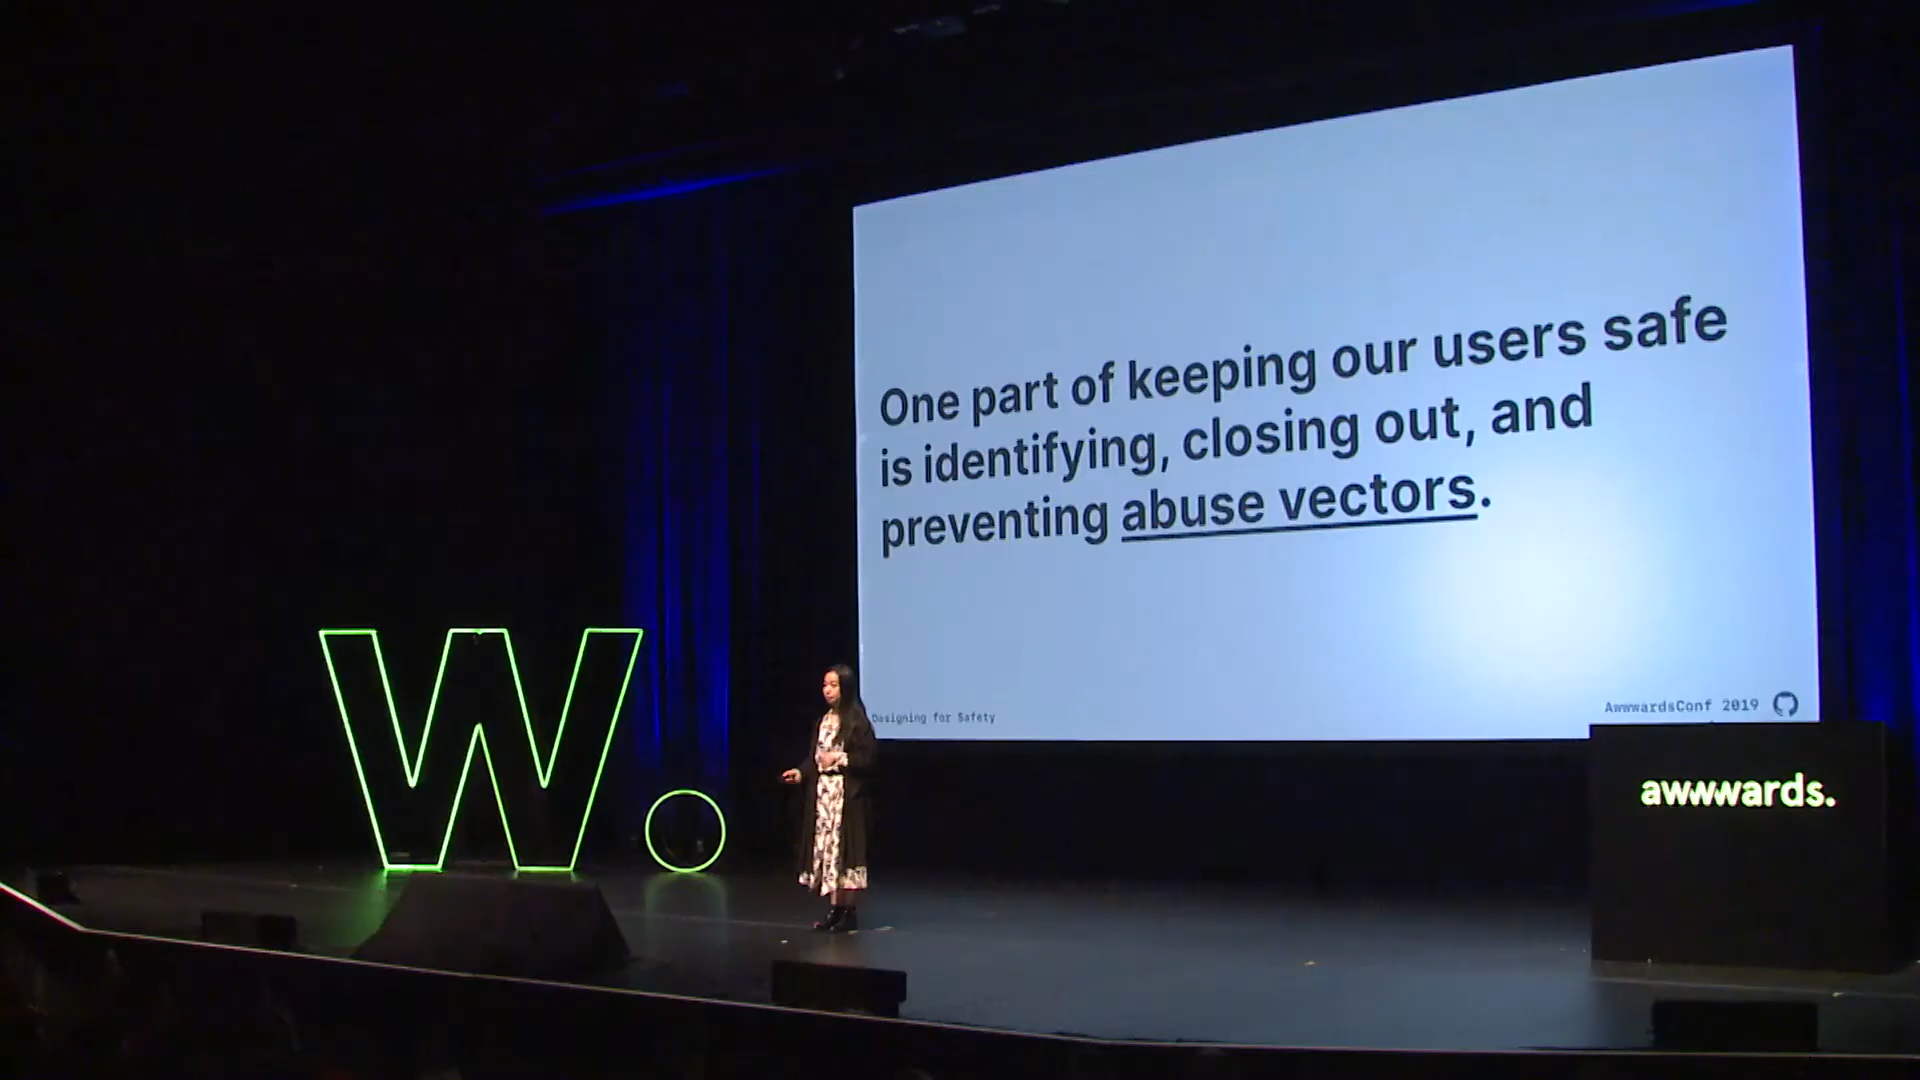 One part of keeping our users safe
is identifying, closing out, and
preventing abuse vectors.
Designing for Safety
AwwwardsConf 2019
W.
awwwards.